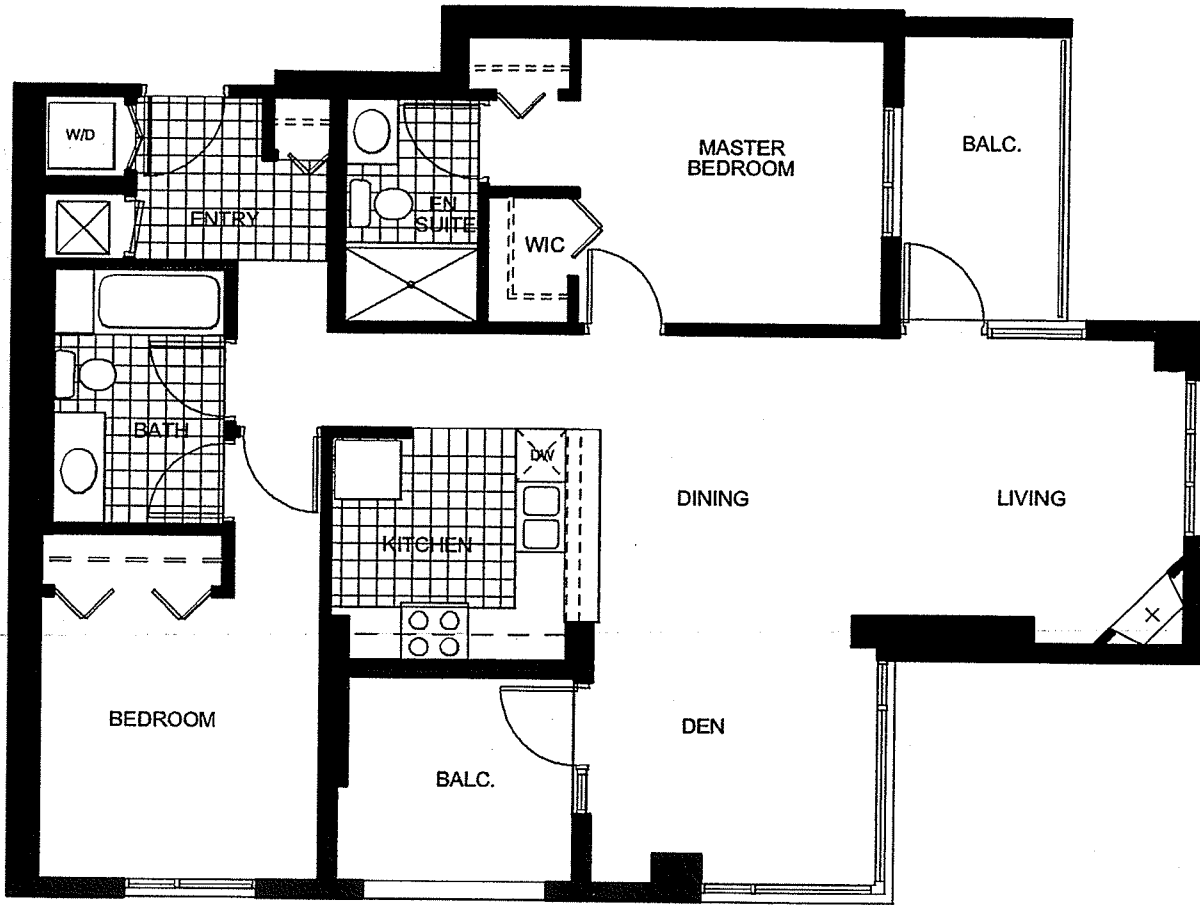 W/D
MASTER
BEDROOM
BALC.
ENTRY
EN
SUITE
WIC
BATH
DW
DINING
LIVING
KITCHEN
BEDROOM
DEN
BALC.